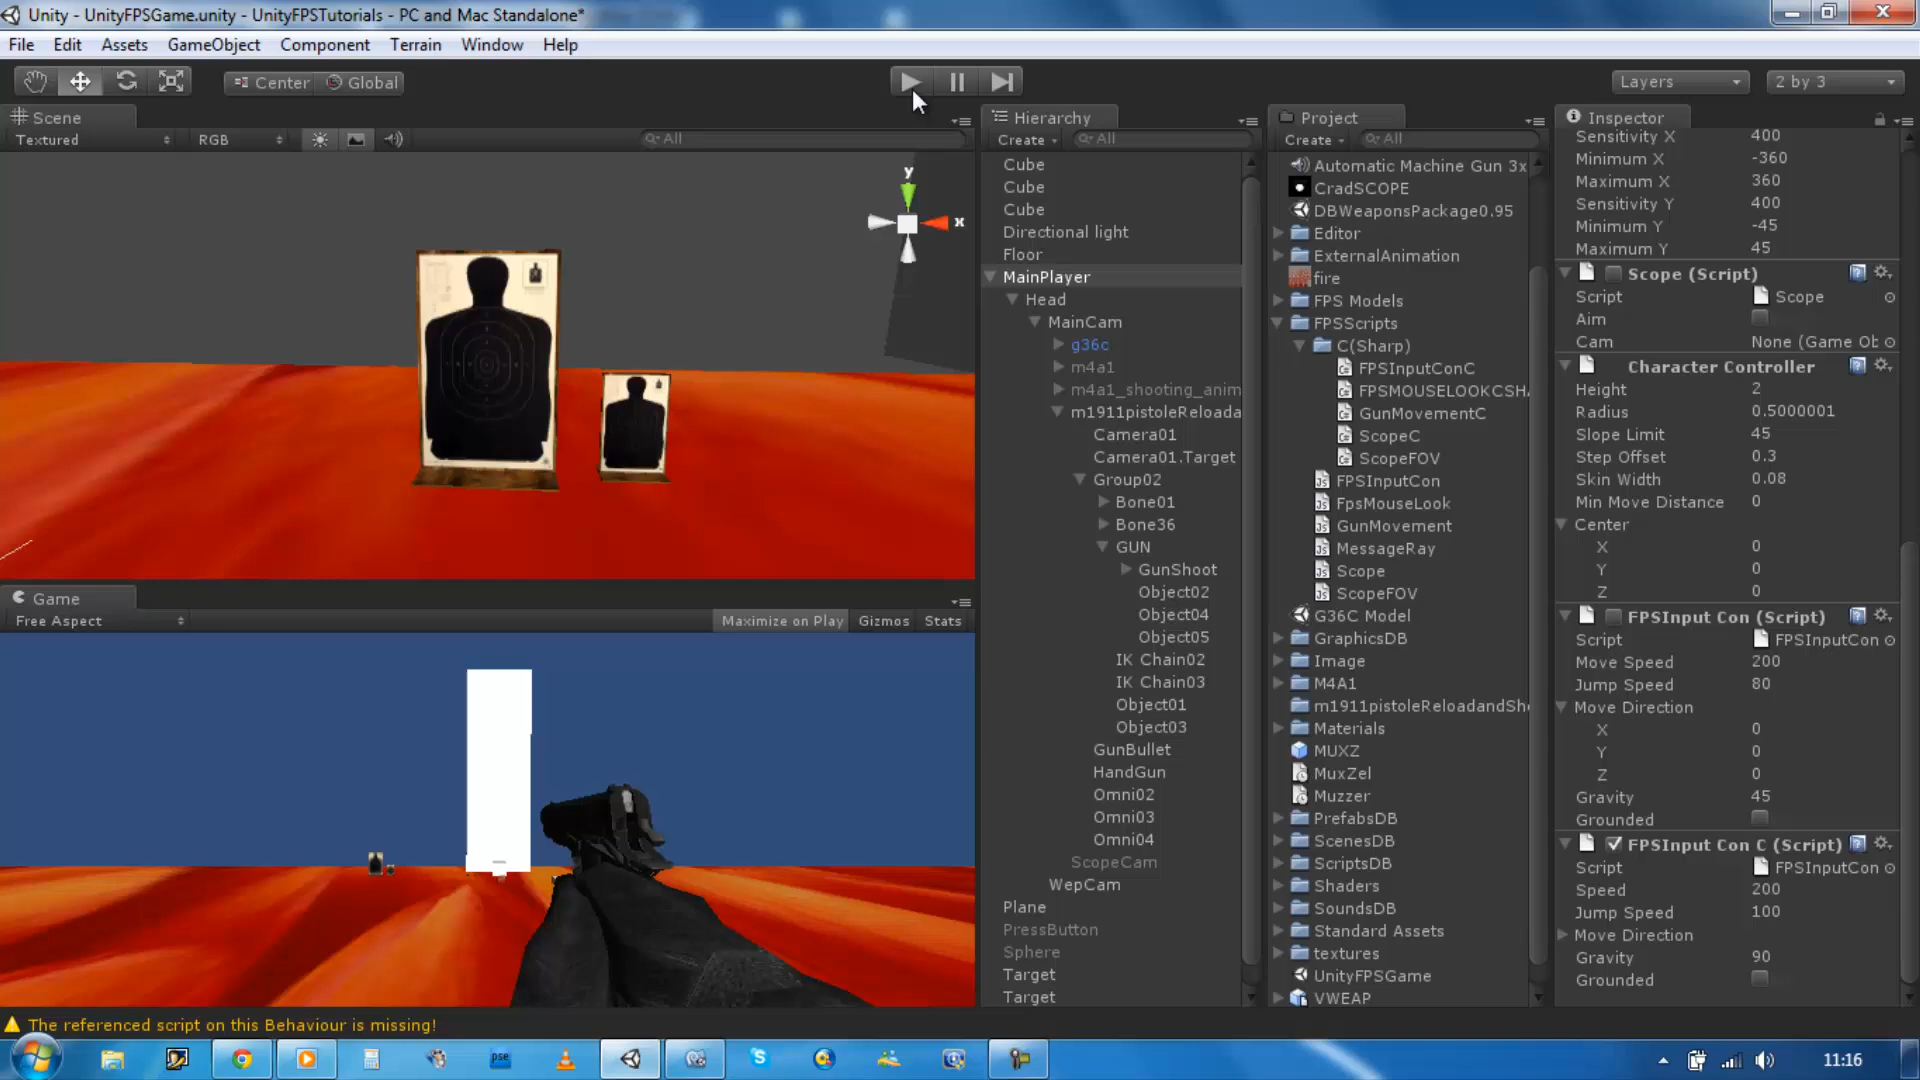 Unity - UnityFPSGame.unity - UnityFPSTutorials - PC and Mac Standalone*
File Edit Assets GameObject Component Terrain Window Help
Center Global
Layers
2 by 3
Scene
Textured RGB All
Game
Free Aspect Maximize on Play Gizmos Stats
Hierarchy
Create All
Cube
Cube
Cube
Directional light
Floor
MainPlayer
Head
MainCam
g36c
m4a1
m4a1_shooting_anim
m1911pistoleReloada
Camera01
Camera01.Target
Group02
Bone01
Bone36
GUN
GunShoot
Object02
Object04
Object05
IK Chain02
IK Chain03
Object01
Object03
GunBullet
HandGun
Omni02
Omni03
Omni04
ScopeCam
WepCam
Plane
PressButton
Sphere
Target
Target
Project
Create All
Automatic Machine Gun 3x
CradSCOPE
DBWeaponsPackage0.95
Editor
ExternalAnimation
fire
FPS Models
FPSScripts
C(Sharp)
FPSInputConC
FPSMOUSELOOKCSHA
GunMovementC
ScopeC
ScopeFOV
FPSInputCon
FpsMouseLook
GunMovement
MessageRay
Scope
ScopeFOV
G36C Model
GraphicsDB
Image
M4A1
m1911pistoleReloadandSho
Materials
MUXZ
MuxZel
Muzzer
PrefabsDB
ScenesDB
ScriptsDB
Shaders
SoundsDB
Standard Assets
textures
UnityFPSGame
VWEAP
Inspector
Sensitivity X 400
Minimum X -360
Maximum X 360
Sensitivity Y 400
Minimum Y -45
Maximum Y 45
Scope (Script)
Script Scope
Aim
Cam None (Game Ob
Character Controller
Height 2
Radius 0.5000001
Slope Limit 45
Step Offset 0.3
Skin Width 0.08
Min Move Distance 0
Center
X 0
Y 0
Z 0
FPSInput Con (Script)
Script FPSInputCon
Move Speed 200
Jump Speed 80
Move Direction
X 0
Y 0
Z 0
Gravity 45
Grounded
FPSInput Con C (Script)
Script FPSInputCon
Speed 200
Jump Speed 100
Move Direction
Gravity 90
Grounded
y
x
The referenced script on this Behaviour is missing!
pse
11:16